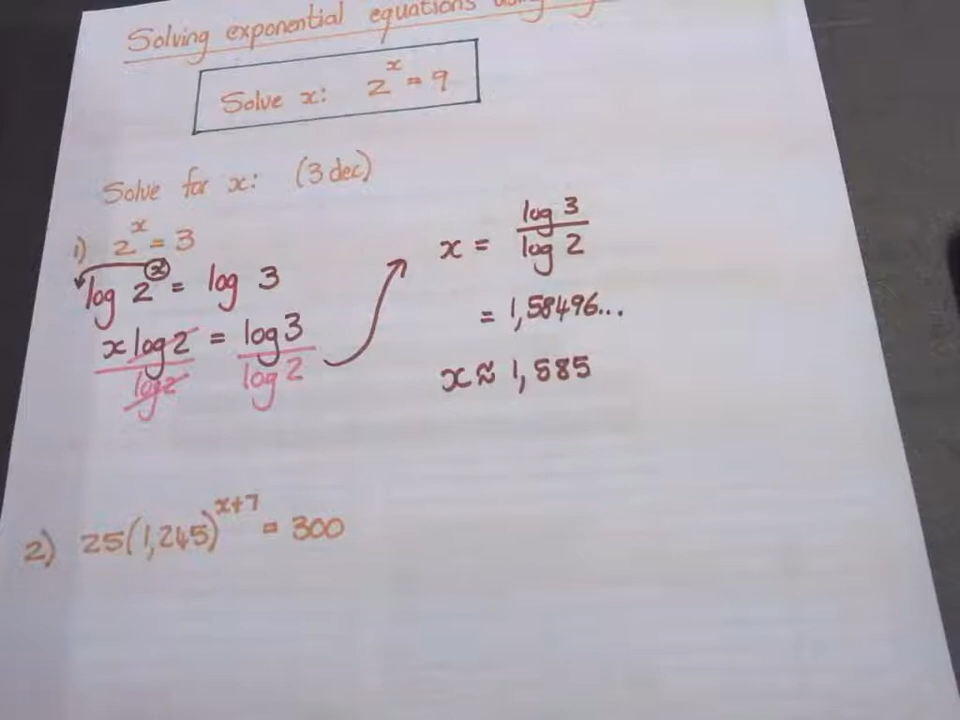 Solving exponential equations using
Solve x: 2^x = 9
Solve for x: (3 dec)
1) 2^x = 3
log 2^x = log 3
x log 2 = log 3
log 2 log 2
x = log 3
log 2
= 1,58496...
x ≈ 1,585
2) 25(1,245)^x+7 = 300